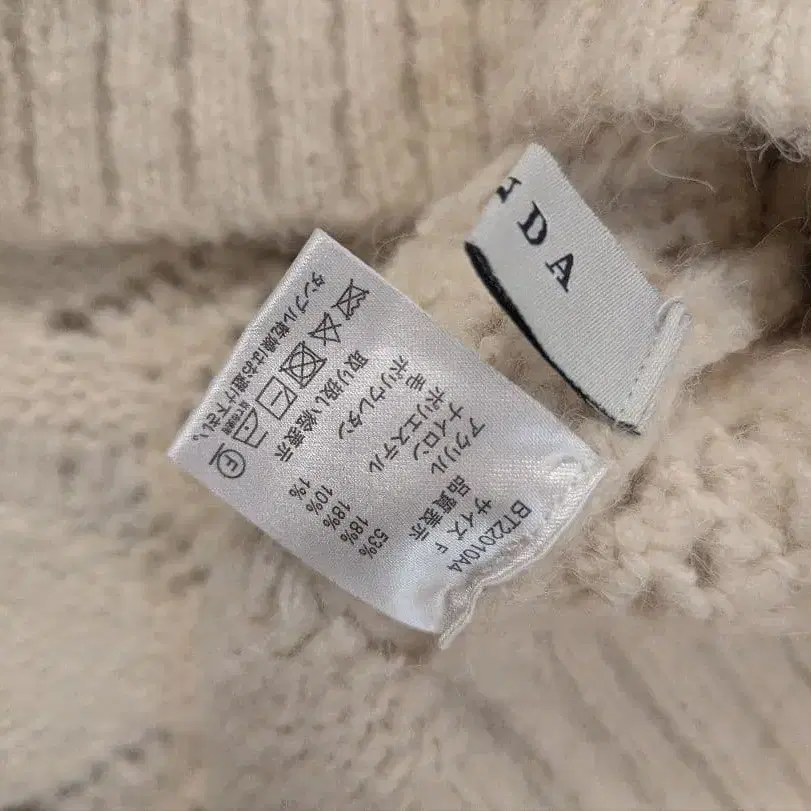 BT22010A4
サイズ F
品質表示
アクリル 53%
ナイロン 18%
ポリエステル 18%
毛 10%
ポリウレタン 1%
取り扱い絵表示
F
タンブル乾燥はお避け下さい。
DA